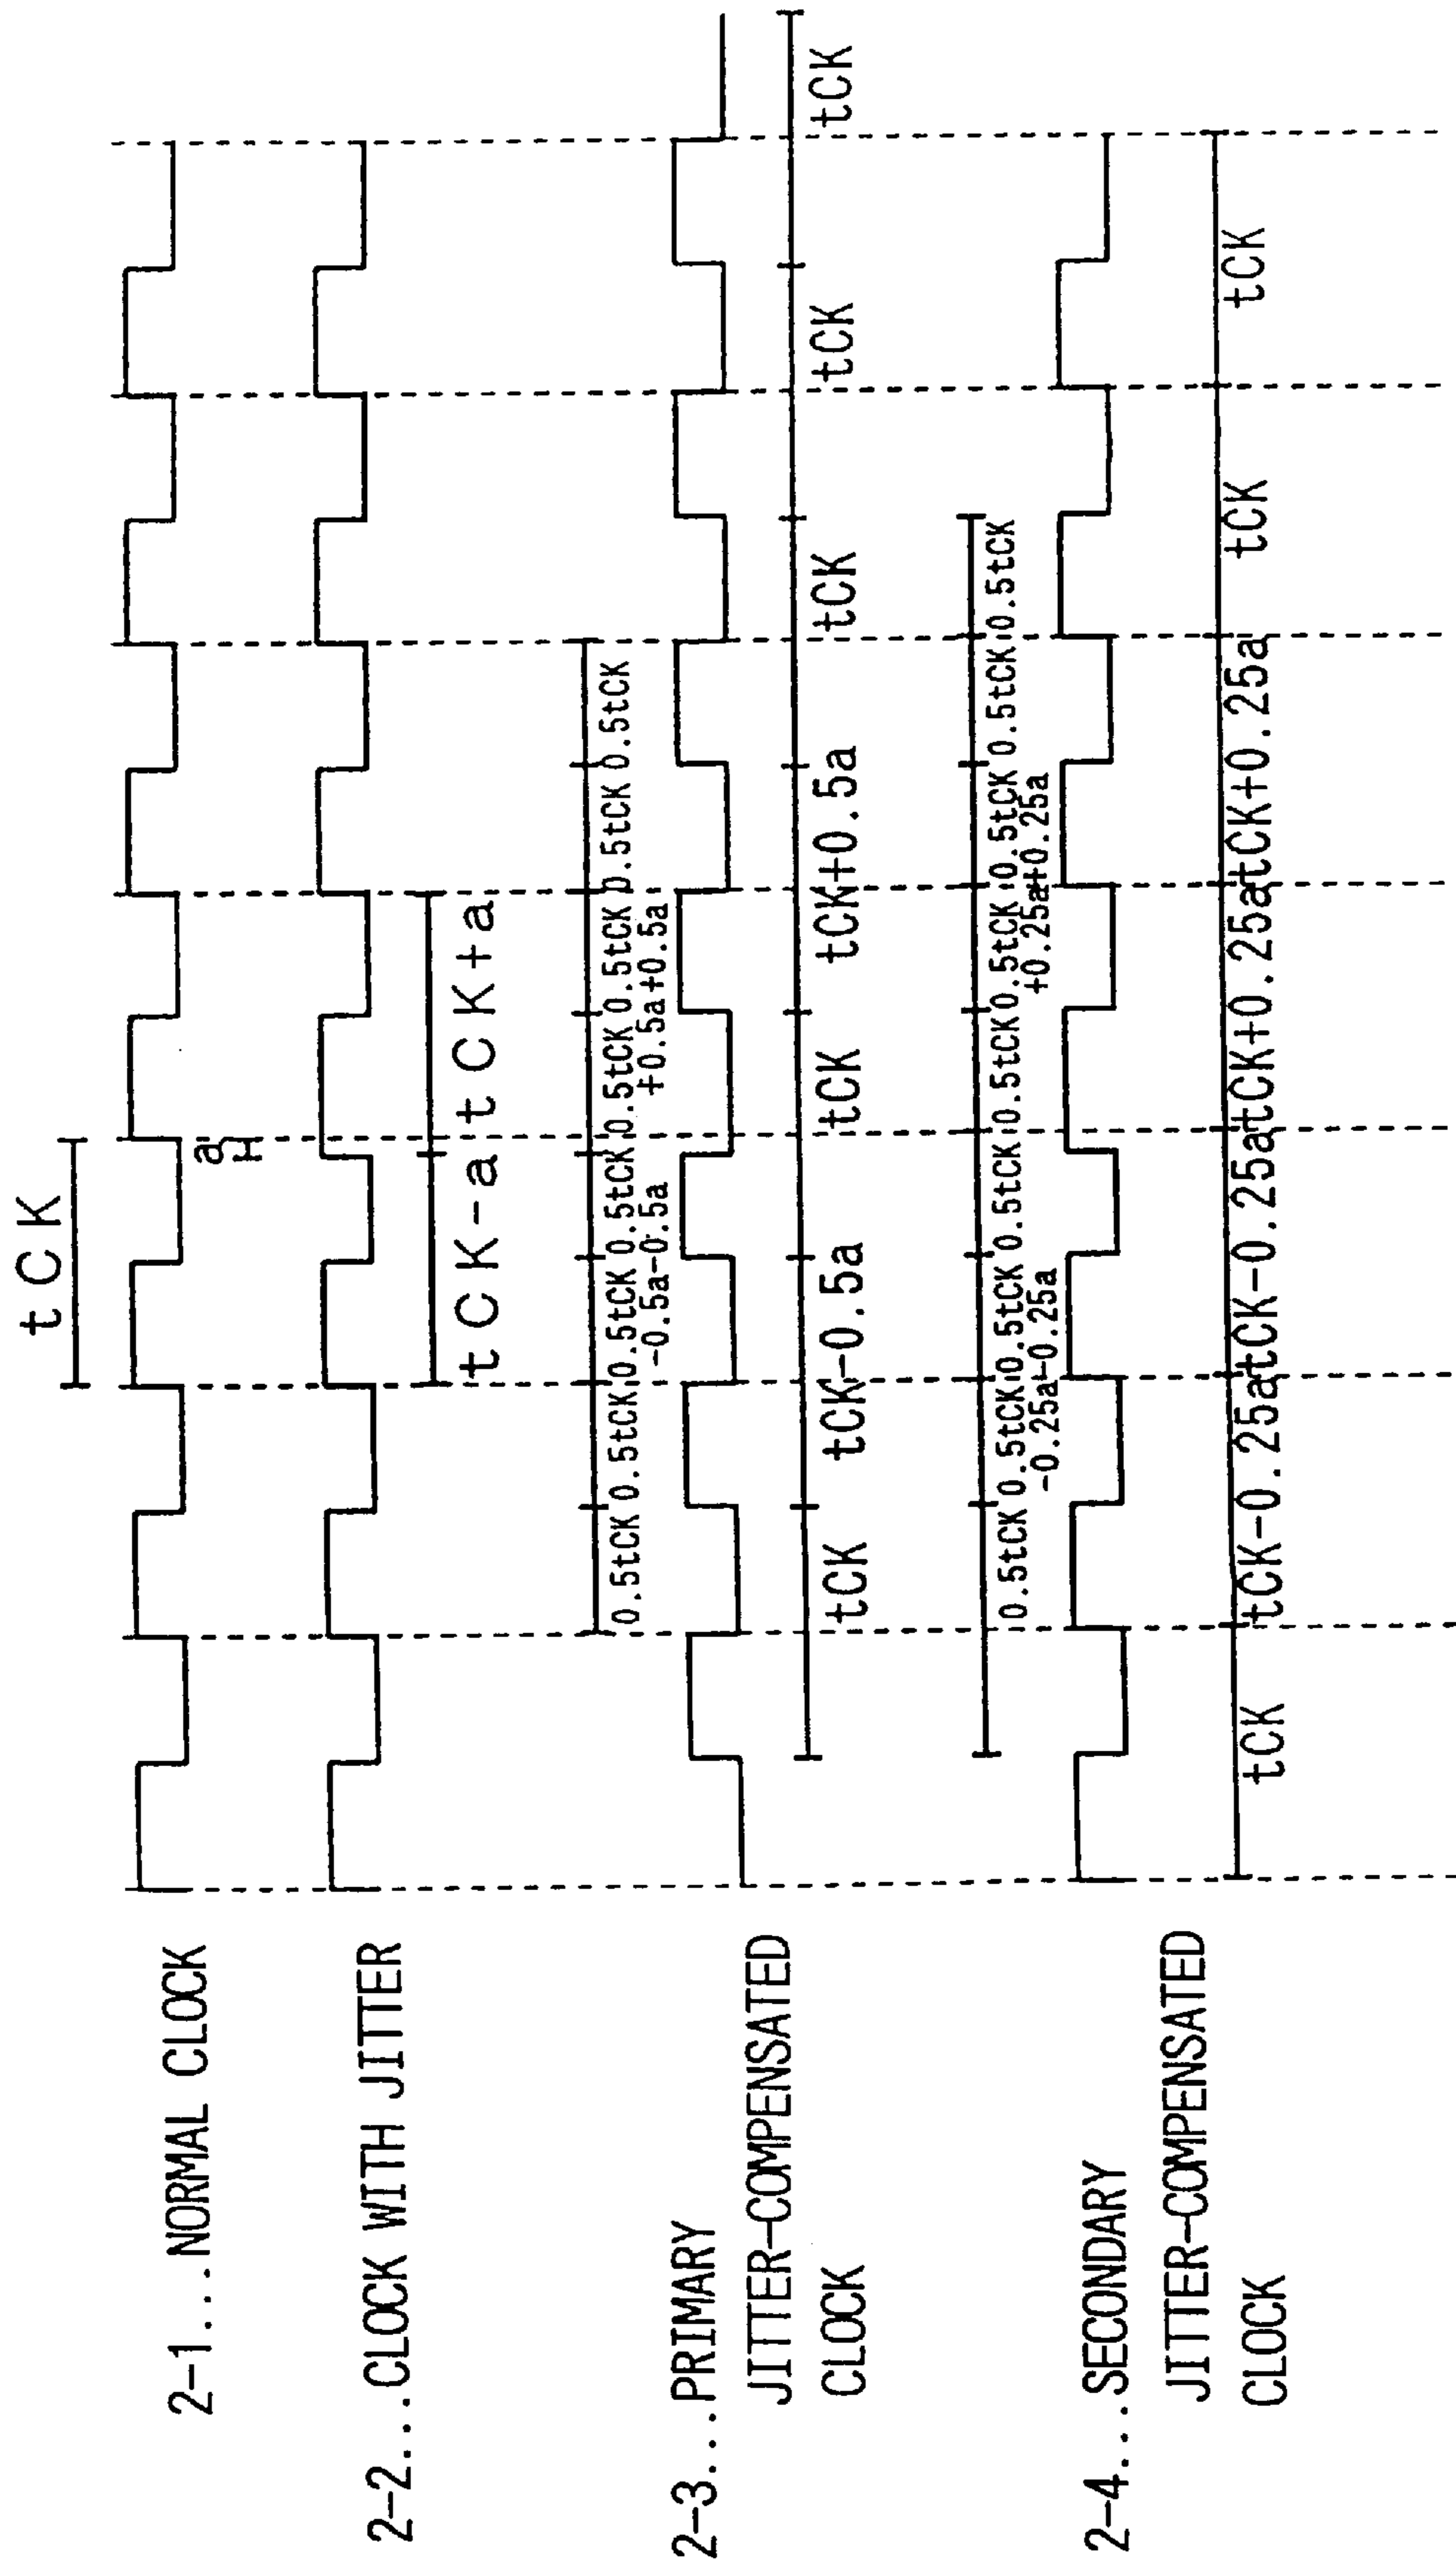 tCK
2-1...NORMAL CLOCK
a
2-2...CLOCK WITH JITTER
tCK-a tCK+a
0.5tCK 0.5tCK 0.5tCK 0.5tCK 0.5tCK 0.5tCK 0.5tCK 0.5tCK
-0.5a -0.5a +0.5a +0.5a
2-3...PRIMARY
JITTER-COMPENSATED
CLOCK
tCK tCK-0.5a tCK tCK+0.5a tCK tCK tCK
0.5tCK 0.5tCK 0.5tCK 0.5tCK 0.5tCK 0.5tCK 0.5tCK 0.5tCK 0.5tCK
-0.25a -0.25a +0.25a +0.25a
2-4...SECONDARY
JITTER-COMPENSATED
CLOCK
tCK tCK-0.25a tCK-0.25a tCK+0.25a tCK+0.25a tCK tCK